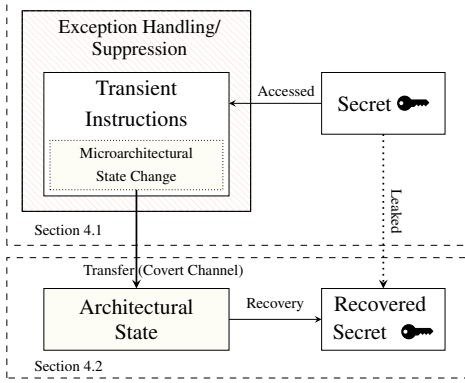 Exception Handling/
Suppression
Transient
Instructions
Microarchitectural
State Change
Accessed
Secret
Leaked
Section 4.1
Transfer (Covert Channel)
Architectural
State
Recovery
Recovered
Secret
Section 4.2